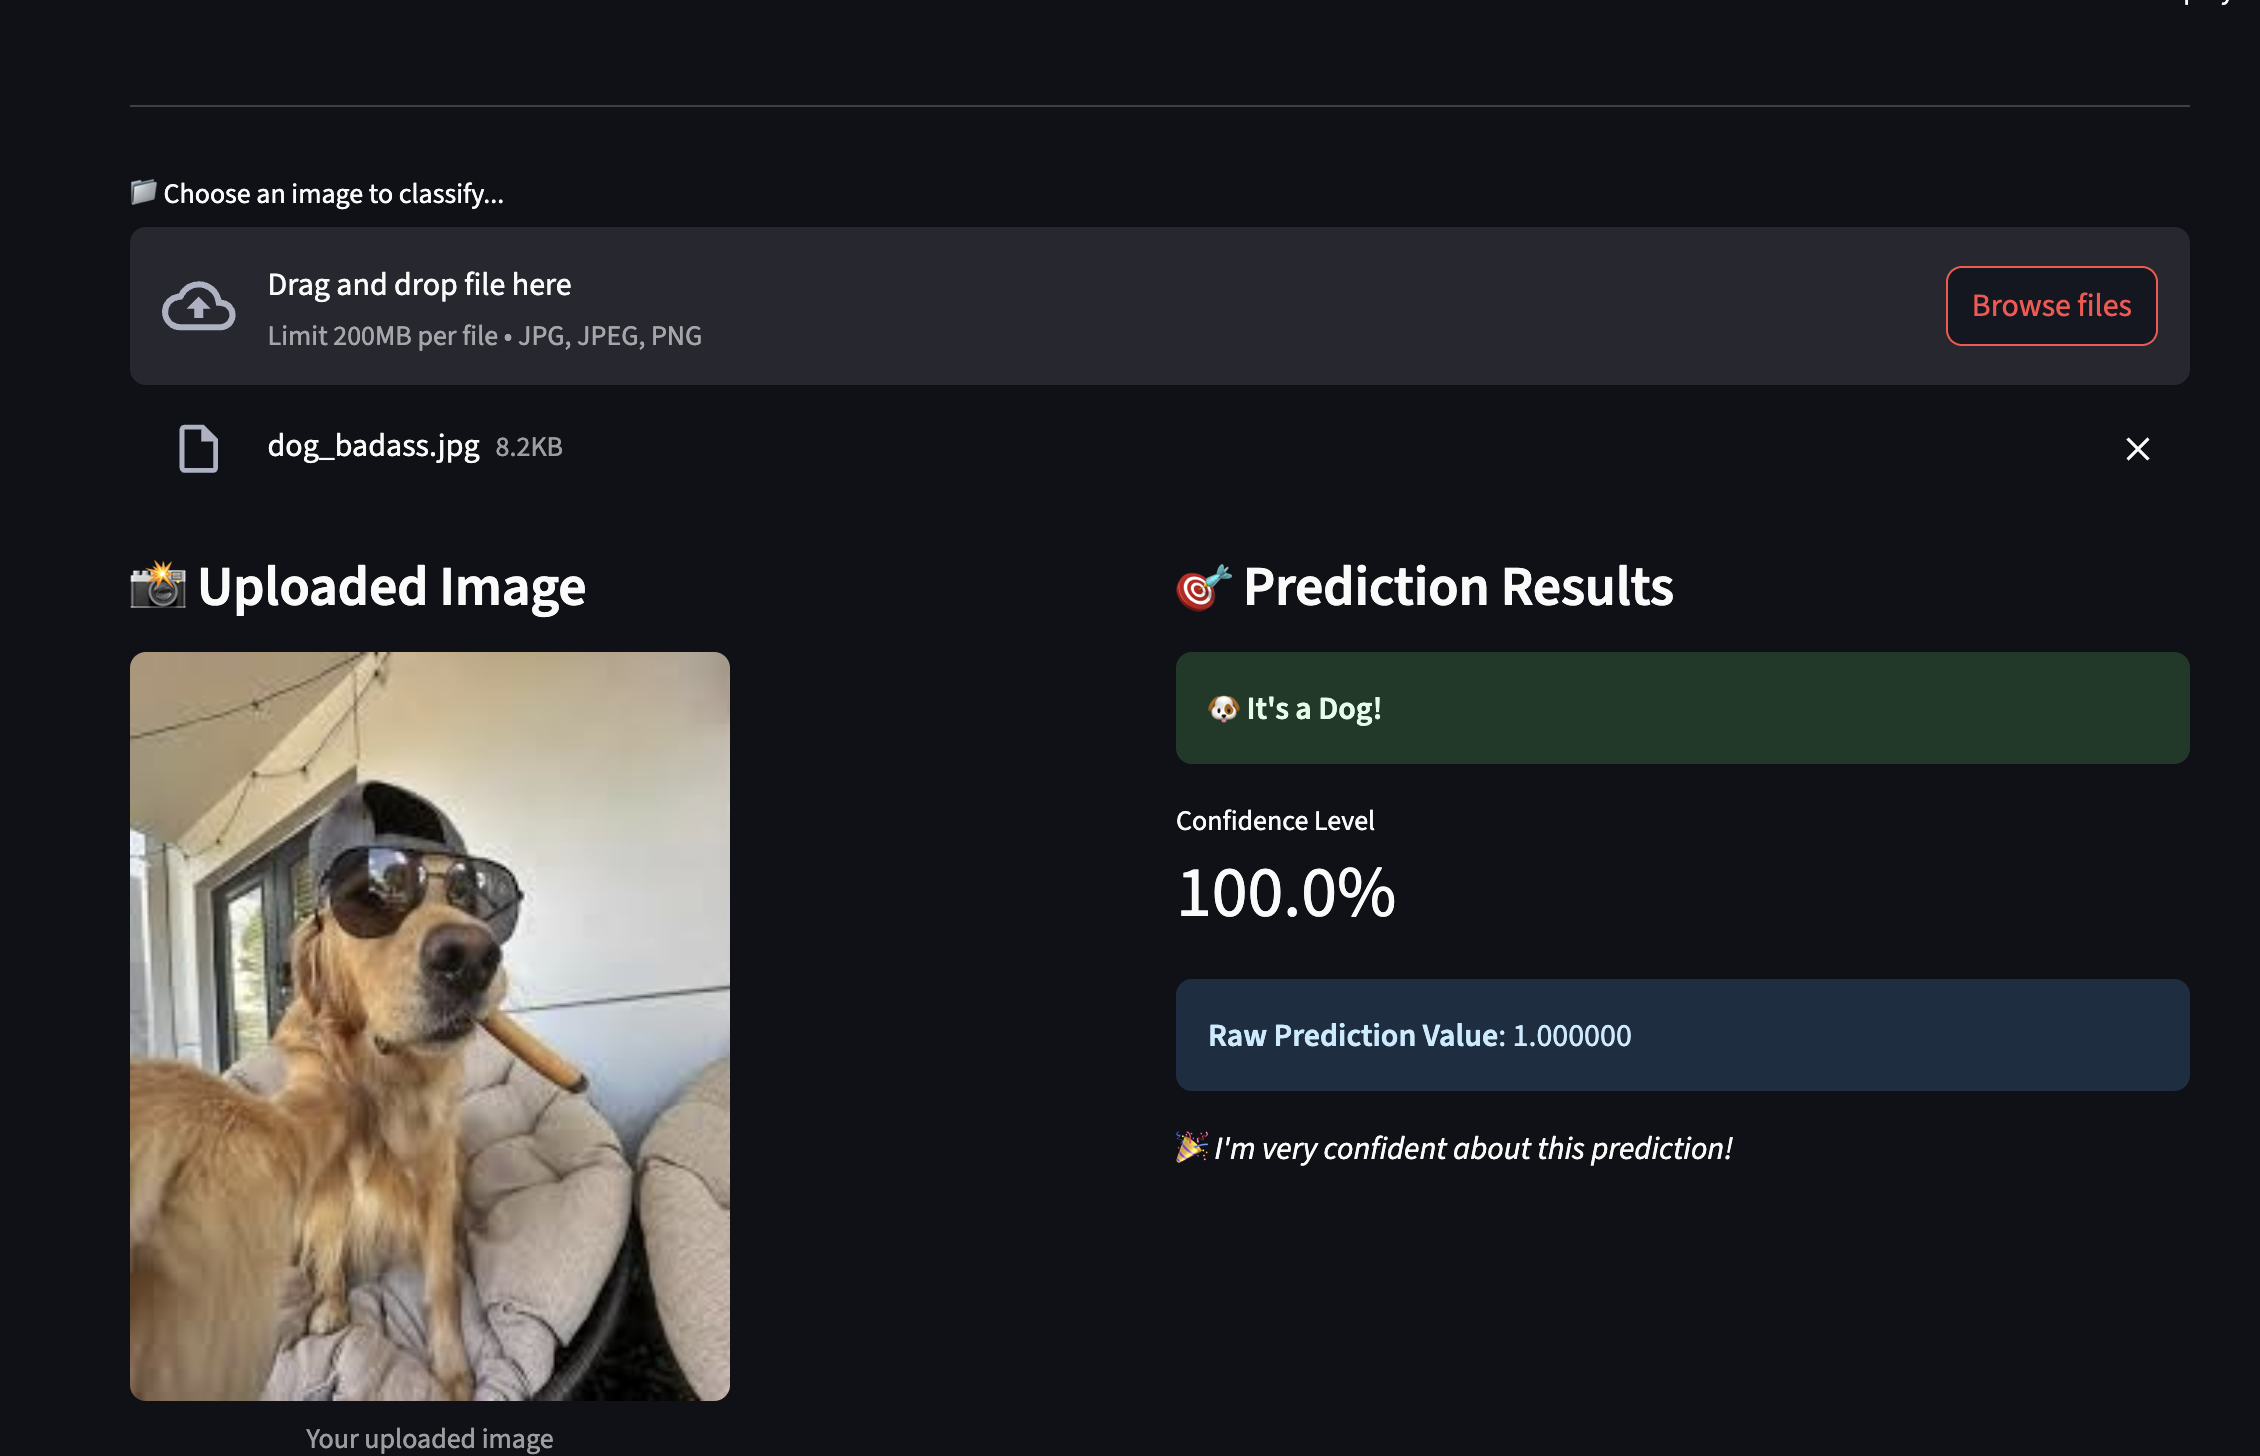 📁 Choose an image to classify...
Drag and drop file here
Limit 200MB per file • JPG, JPEG, PNG
Browse files
dog_badass.jpg 8.2KB
📸 Uploaded Image
🎯 Prediction Results
🐶 It's a Dog!
Confidence Level
100.0%
Raw Prediction Value: 1.000000
🎉 I'm very confident about this prediction!
Your uploaded image